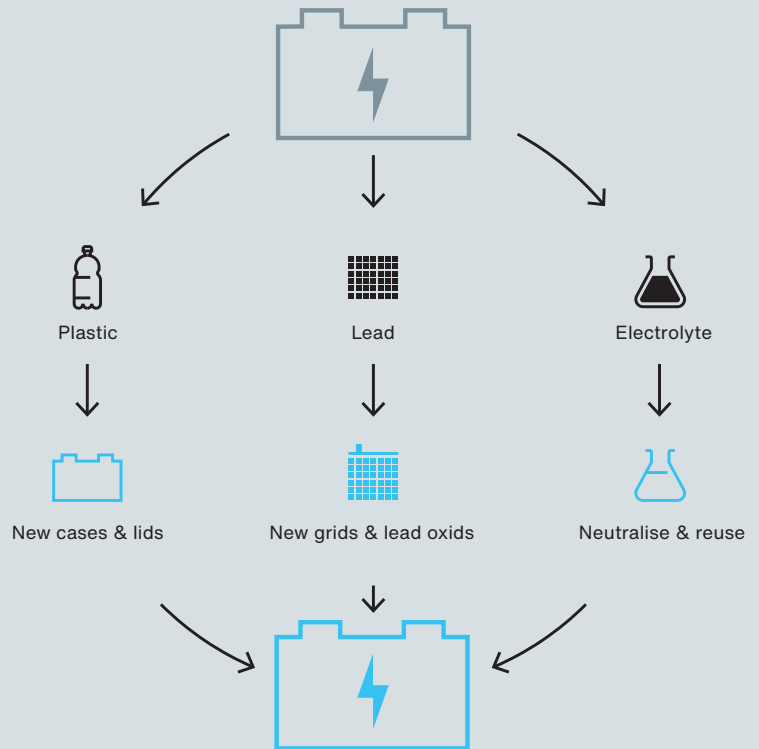 Plastic
Lead
Electrolyte
New cases & lids
New grids & lead oxids
Neutralise & reuse